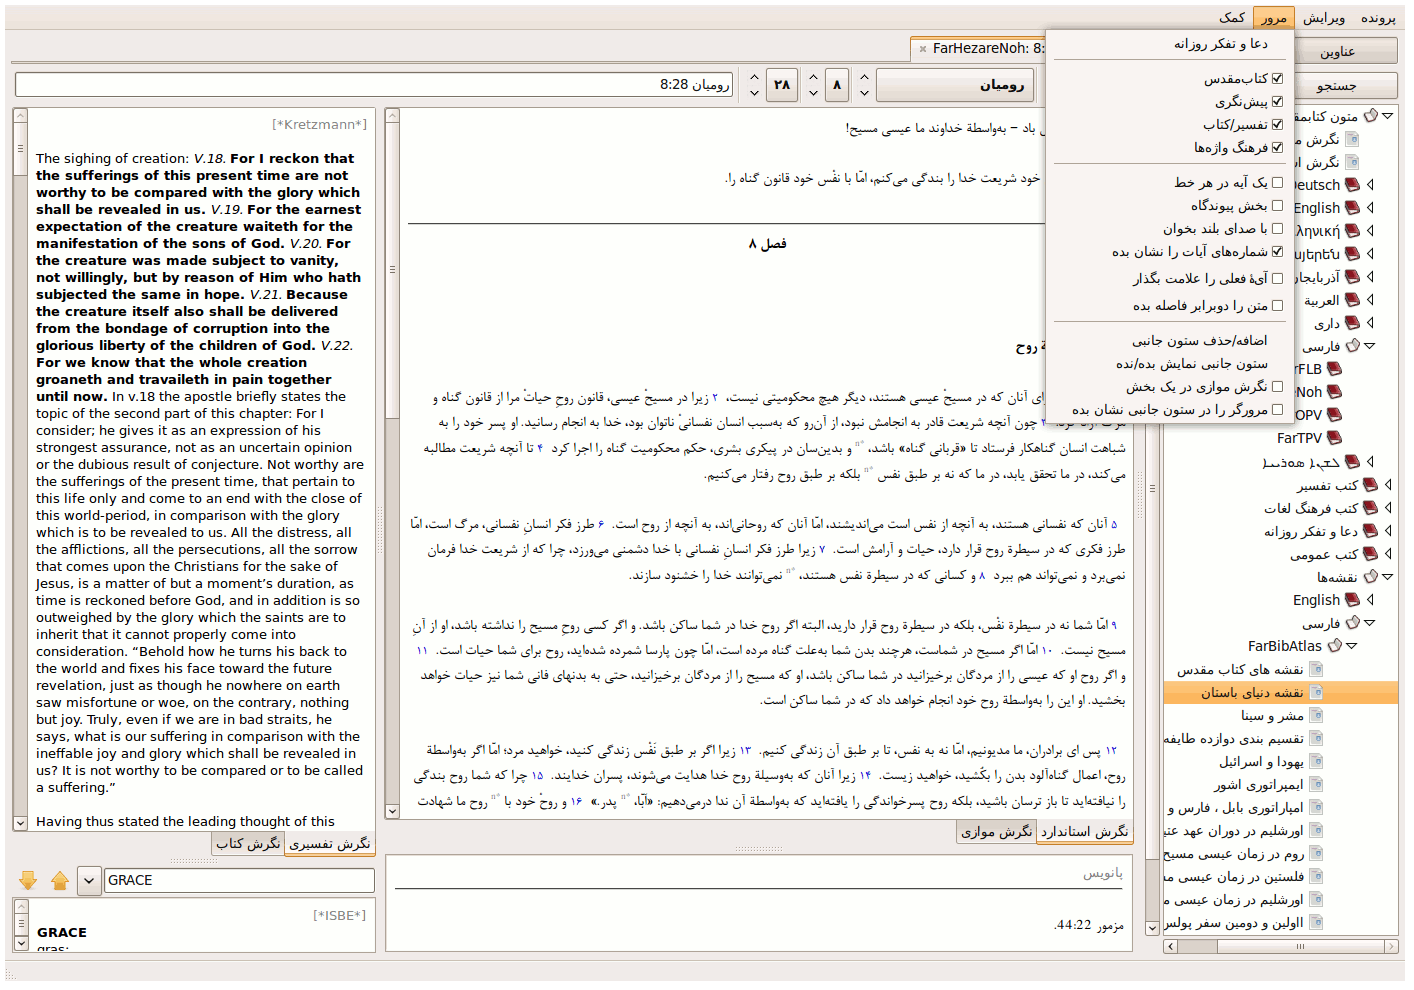 پرونده ویرایش مرور کمک
عناوین
جستجو
FarHezareNoh: 8:
رومیان
۸
۲۸
رومیان 8:28
دعا و تفکر روزانه
کتاب‌مقدس
پیش‌نگری
تفسیر/کتاب
فرهنگ واژه‌ها
یک آیه در هر خط
بخش پیوندگاه
با صدای بلند بخوان
شماره‌های آیات را نشان بده
آیهٔ فعلی را علامت بگذار
متن را دوبرابر فاصله بده
اضافه/حذف ستون جانبی
ستون جانبی نمایش بده/نده
نگرش موازی در یک بخش
مرورگر را در ستون جانبی نشان بده
متون کتابمق
نگرش م
نگرش اس
Deutsch
English
ληνική
այերեն
آذربایجان
العربية
داری
فارسی
rFLB
eNoh
OPV
FarTPV
کتب تفسیر
کتب فرهنگ لغات
دعا و تفکر روزانه
کتب عمومی
نقشه‌ها
English
فارسی
FarBibAtlas
نقشه های کتاب مقدس
نقشه دنیای باستان
مشر و سینا
تقسیم بندی دوازده طایفه
یهودا و اسرائیل
ایمپراتوری اشور
امپاراتوری بابل ، فارس و
اورشلیم در دوران عهد عتی
روم در زمان عیسی مسیح
فلستین در زمان عیسی مس
اورشلیم در زمان عیسی م
ااولین و دومین سفر پولس
باد – به‌واسطهٔ خداوند ما عیسی مسیح!
خود شریعت خدا را بندگی می‌کنم، امّا با نفْس خود قانون گناه را.
فصل ۸
روح
ای آنان که در مسیحْ عیسی هستند، دیگر هیچ محکومیتی نیست، ۲ زیرا در مسیحْ عیسی، قانون روحِ حیاتْ مرا از قانون گناه و
۳ چون آنچه شریعت قادر به انجامش نبود، از آن‌رو که به‌سبب انسان نفسانیْ ناتوان بود، خدا به انجام رسانید. او پسر خود را به
شباهت انسان گناهکار فرستاد تا «قربانی گناه» باشد، *n و بدین‌سان در پیکری بشری، حکم محکومیت گناه را اجرا کرد ۴ تا آنچه شریعت مطالبه
می‌کند، در ما تحقق یابد، در ما که نه بر طبق نفس *n بلکه بر طبق روح رفتار می‌کنیم.
۵ آنان که نفسانی هستند، به آنچه از نفس است می‌اندیشند، امّا آنان که روحانی‌اند، به آنچه از روح است. ۶ طرز فکر انسانِ نفسانی، مرگ است، امّا
طرز فکری که در سیطرهٔ روح قرار دارد، حیات و آرامش است. ۷ زیرا طرز فکر انسانِ نفسانی با خدا دشمنی می‌ورزد، چرا که از شریعت خدا فرمان
نمی‌برد و نمی‌تواند هم ببرد ۸ و کسانی که در سیطرهٔ نفس هستند، *n نمی‌توانند خدا را خشنود سازند.
۹ امّا شما نه در سیطرهٔ نفْس، بلکه در سیطرهٔ روح قرار دارید، البته اگر روح خدا در شما ساکن باشد. و اگر کسی روحِ مسیح را نداشته باشد، او از آنِ
مسیح نیست. ۱۰ امّا اگر مسیح در شماست، هرچند بدن شما به‌علت گناه مرده است، امّا چون پارسا شمرده شده‌اید، روح برای شما حیات است. ۱۱
و اگر روح او که عیسی را از مردگان برخیزانید در شما ساکن باشد، او که مسیح را از مردگان برخیزانید، حتی به بدنهای فانی شما نیز حیات خواهد
بخشید. او این را به‌واسطهٔ روح خود انجام خواهد داد که در شما ساکن است.
۱۲ پس ای برادران، ما مدیونیم، امّا نه به نفس، تا بر طبق آن زندگی کنیم. ۱۳ زیرا اگر بر طبق نَفْس زندگی کنید، خواهید مرد؛ امّا اگر به‌واسطهٔ
روح، اعمال گناه‌آلود بدن را بکُشید، خواهید زیست. ۱۴ زیرا آنان که به‌وسیلهٔ روح خدا هدایت می‌شوند، پسران خدایند. ۱۵ چرا که شما روح بندگی
را نیافته‌اید تا باز ترسان باشید، بلکه روح پسرخواندگی را یافته‌اید که به‌واسطهٔ آن ندا درمی‌دهیم: «اَبّا، *n پدر.» ۱۶ و روحْ خود با *n روح ما شهادت
نگرش استاندارد
نگرش موازی
پانویس
مزمور 44:22.
[*Kretzmann*]
The sighing of creation: V.18. For I reckon that
the sufferings of this present time are not
worthy to be compared with the glory which
shall be revealed in us. V.19. For the earnest
expectation of the creature waiteth for the
manifestation of the sons of God. V.20. For
the creature was made subject to vanity,
not willingly, but by reason of Him who hath
subjected the same in hope. V.21. Because
the creature itself also shall be delivered
from the bondage of corruption into the
glorious liberty of the children of God. V.22.
For we know that the whole creation
groaneth and travaileth in pain together
until now. In v.18 the apostle briefly states the
topic of the second part of this chapter: For I
consider; he gives it as an expression of his
strongest assurance, not as an uncertain opinion
or the dubious result of conjecture. Not worthy are
the sufferings of the present time, that pertain to
this life only and come to an end with the close of
this world-period, in comparison with the glory
which is to be revealed to us. All the distress, all
the afflictions, all the persecutions, all the sorrow
that comes upon the Christians for the sake of
Jesus, is a matter of but a moment’s duration, as
time is reckoned before God, and in addition is so
outweighed by the glory which the saints are to
inherit that it cannot properly come into
consideration. “Behold how he turns his back to
the world and fixes his face toward the future
revelation, just as though he nowhere on earth
saw misfortune or woe, on the contrary, nothing
but joy. Truly, even if we are in bad straits, he
says, what is our suffering in comparison with the
ineffable joy and glory which shall be revealed in
us? It is not worthy to be compared or to be called
a suffering.”
Having thus stated the leading thought of this
نگرش تفسیری
نگرش کتاب
GRACE
[*ISBE*]
GRACE
gras: